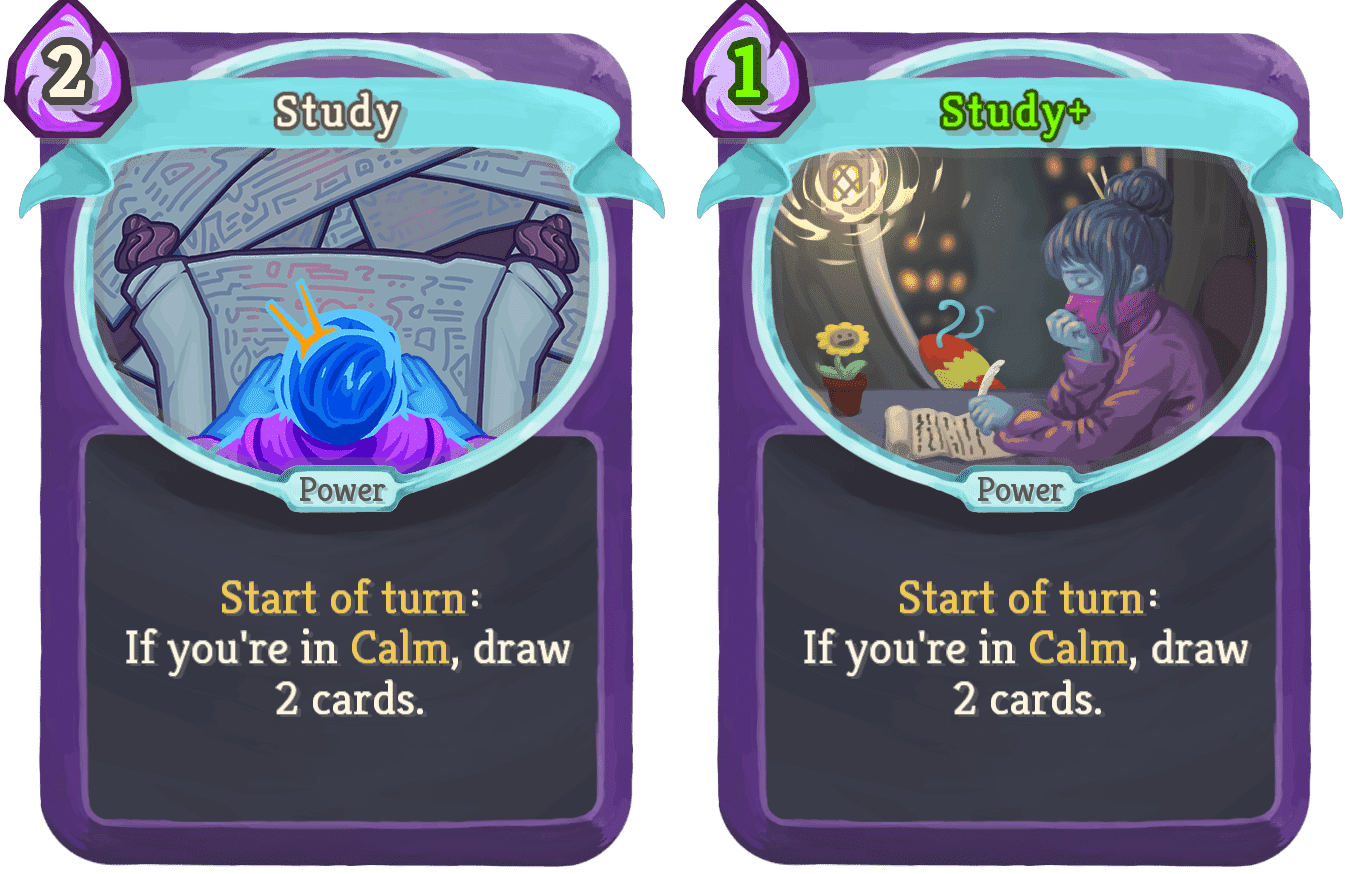 2
Study
Power
Start of turn:
If you're in Calm, draw
2 cards.
1
Study+
Power
Start of turn:
If you're in Calm, draw
2 cards.